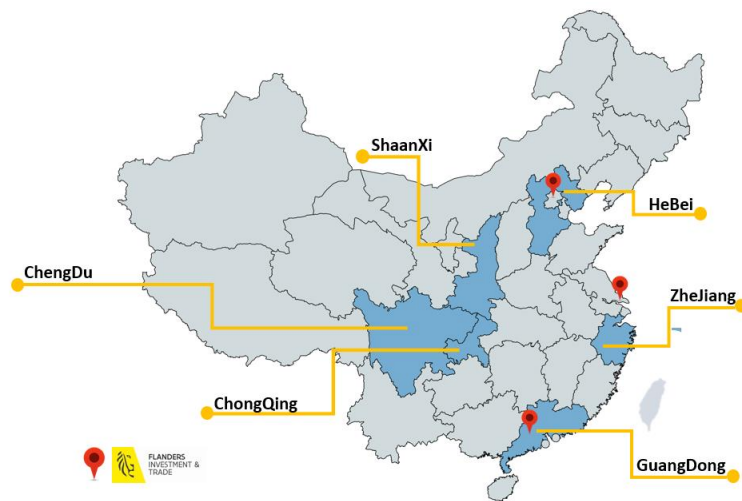 ShaanXi
HeBei
ChengDu
ZheJiang
ChongQing
FLANDERS
INVESTMENT &
TRADE
GuangDong